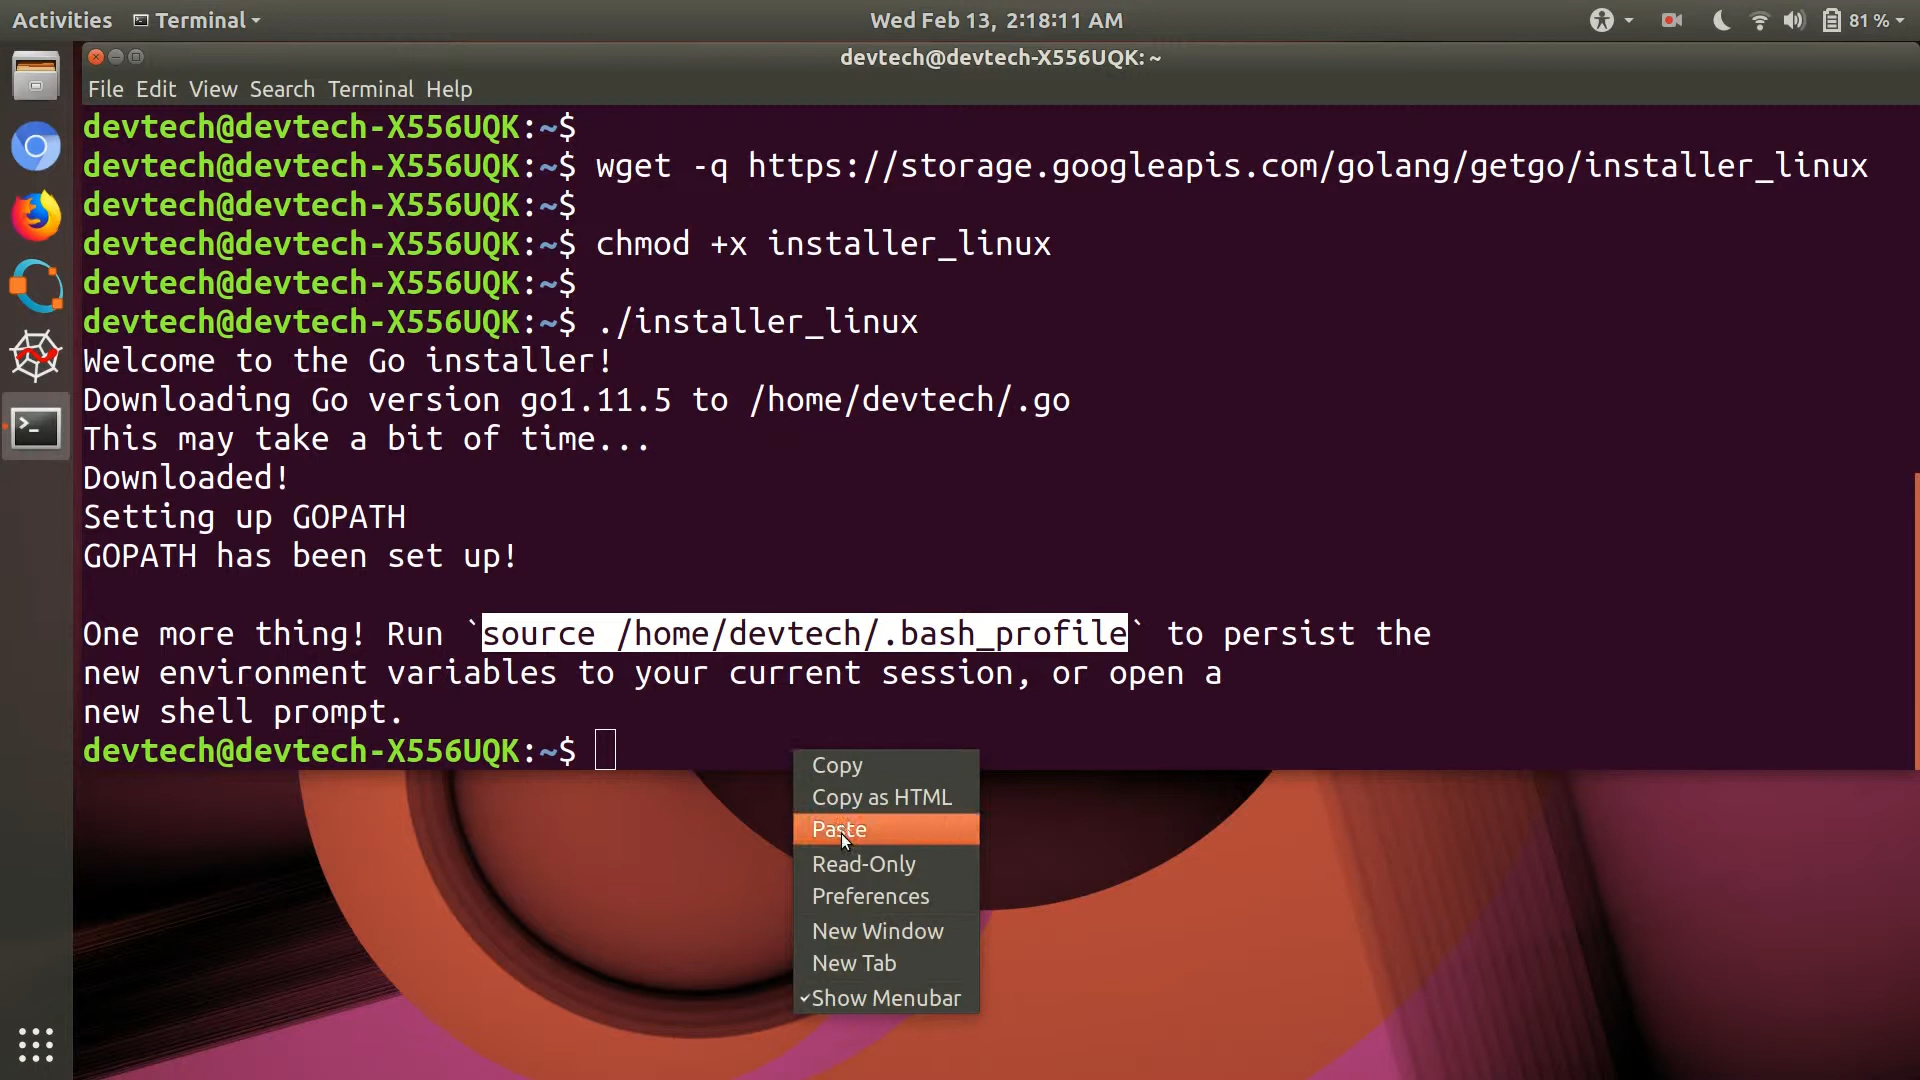 Activities Terminal Wed Feb 13, 2:18:11 AM 81 %
devtech@devtech-X556UQK: ~
File Edit View Search Terminal Help
devtech@devtech-X556UQK:~$
devtech@devtech-X556UQK:~$ wget -q https://storage.googleapis.com/golang/getgo/installer_linux
devtech@devtech-X556UQK:~$
devtech@devtech-X556UQK:~$ chmod +x installer_linux
devtech@devtech-X556UQK:~$
devtech@devtech-X556UQK:~$ ./installer_linux
Welcome to the Go installer!
Downloading Go version go1.11.5 to /home/devtech/.go
This may take a bit of time...
Downloaded!
Setting up GOPATH
GOPATH has been set up!
One more thing! Run `source /home/devtech/.bash_profile` to persist the
new environment variables to your current session, or open a
new shell prompt.
devtech@devtech-X556UQK:~$
Copy
Copy as HTML
Paste
Read-Only
Preferences
New Window
New Tab
Show Menubar